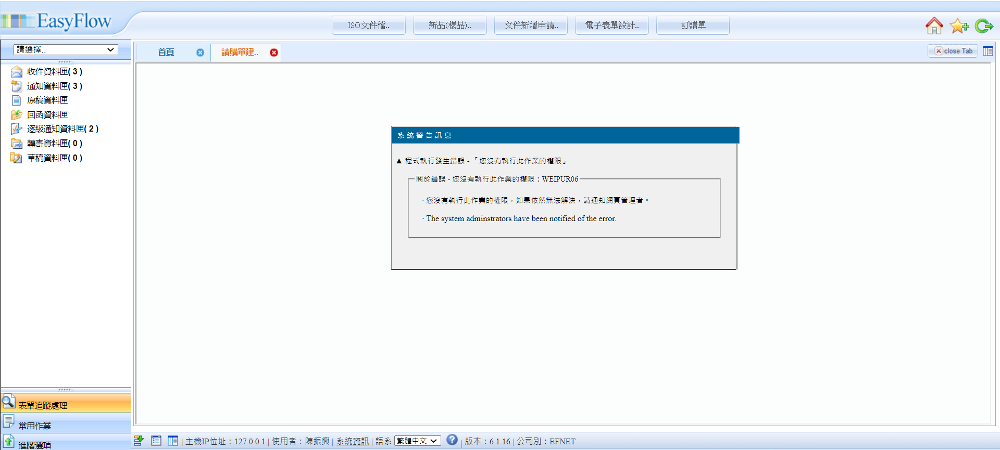 EasyFlow
ISO文件檔..
新品(樣品)..
文件新增申請..
電子表單設計..
訂購單
請選擇..
首頁
請購單建..
close Tab
收件資料匣( 3 )
通知資料匣( 3 )
原稿資料匣
回函資料匣
逐級通知資料匣( 2 )
轉寄資料匣( 0 )
草稿資料匣( 0 )
系統警告訊息
▲ 程式執行發生錯誤 - 「您沒有執行此作業的權限」
關於錯誤 - 您沒有執行此作業的權限：WEIPUR06
· 您沒有執行此作業的權限，如果依然無法解決，請通知網頁管理者。
· The system adminstrators have been notified of the error.
表單追蹤處理
常用作業
進階選項
| 主機IP位址：127.0.0.1 | 使用者：陳振興 | 系統資訊 | 語系 繁體中文 | 版本：6.1.16 | 公司別：EFNET